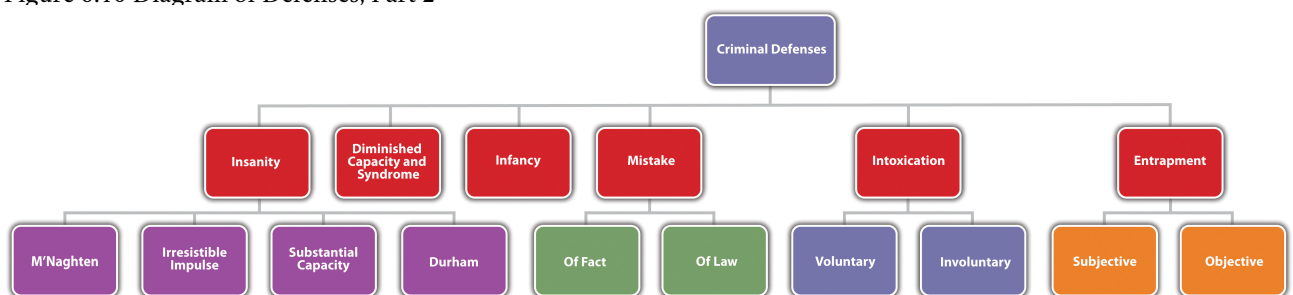 Figure 6.16 Diagram of Defenses, Part 2
Criminal Defenses
Insanity
Diminished
Capacity and
Syndrome
Infancy
Mistake
Intoxication
Entrapment
M'Naghten
Irresistible
Impulse
Substantial
Capacity
Durham
Of Fact
Of Law
Voluntary
Involuntary
Subjective
Objective